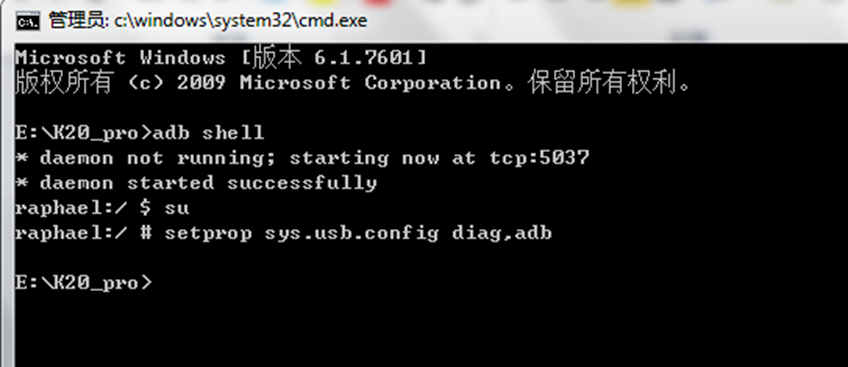 管理员: c:\windows\system32\cmd.exe
Microsoft Windows [版本 6.1.7601]
版权所有 (c) 2009 Microsoft Corporation。保留所有权利。
E:\K20_pro>adb shell
* daemon not running; starting now at tcp:5037
* daemon started successfully
raphael:/ $ su
raphael:/ # setprop sys.usb.config diag,adb
E:\K20_pro>